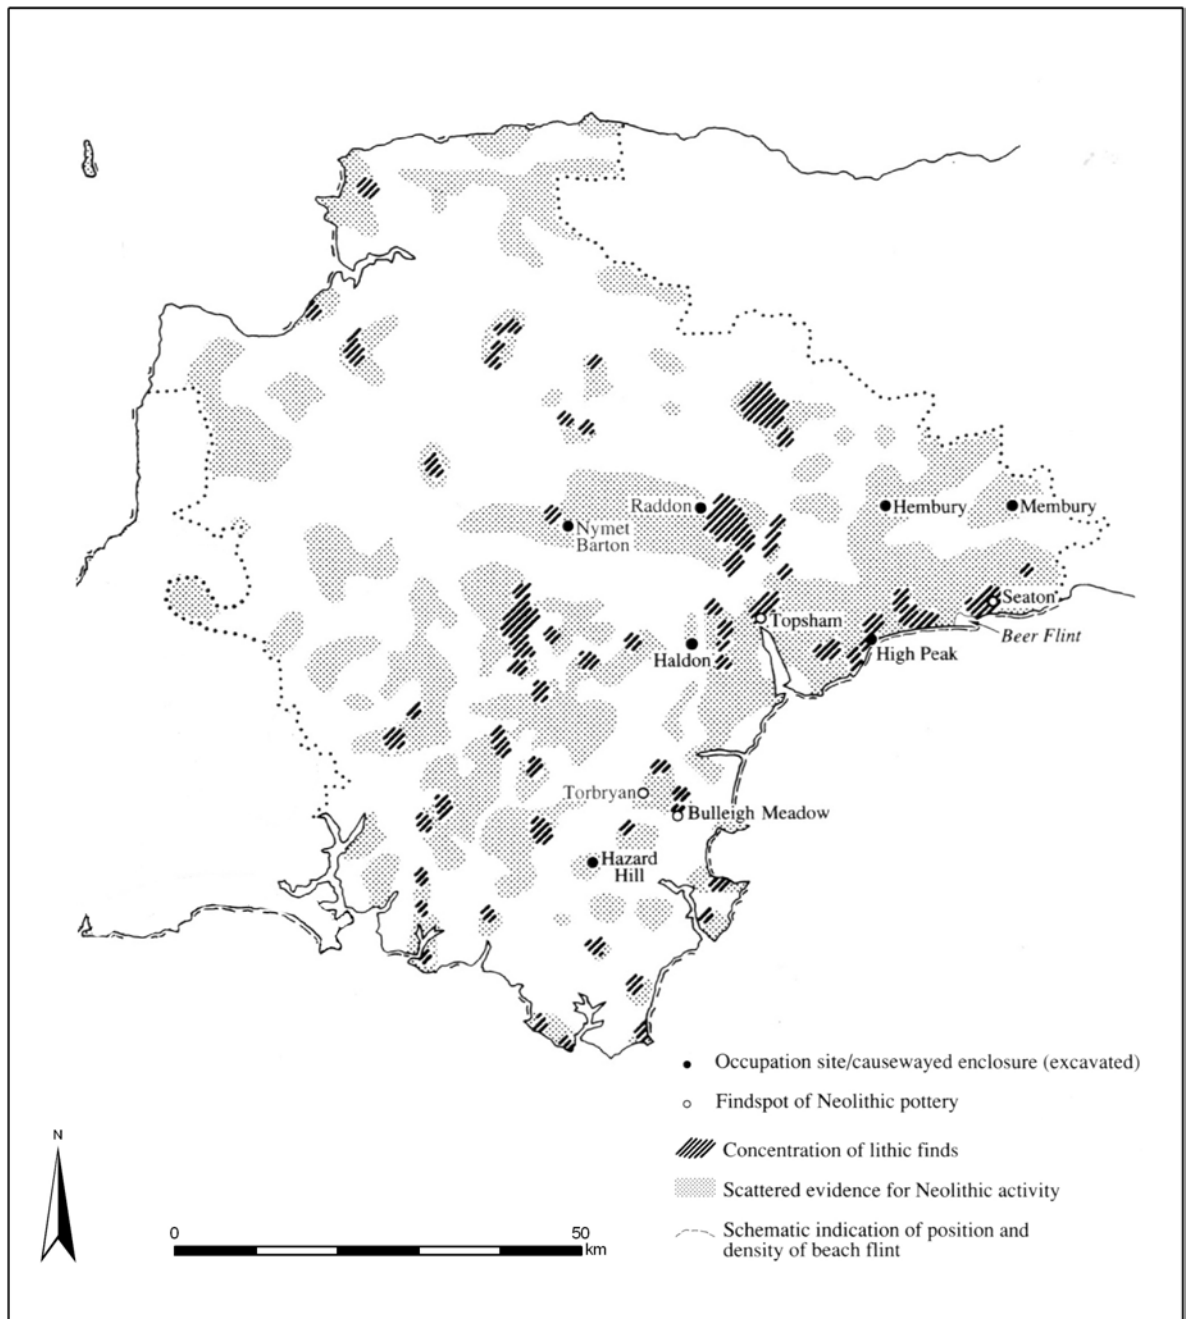 Raddon
Nymet
Barton
Hembury
Membury
Seaton
Topsham
Beer Flint
Haldon
High Peak
Torbryan
Bulleigh Meadow
Hazard
Hill
Occupation site/causewayed enclosure (excavated)
Findspot of Neolithic pottery
Concentration of lithic finds
Scattered evidence for Neolithic activity
Schematic indication of position and
density of beach flint
N
0
50
km